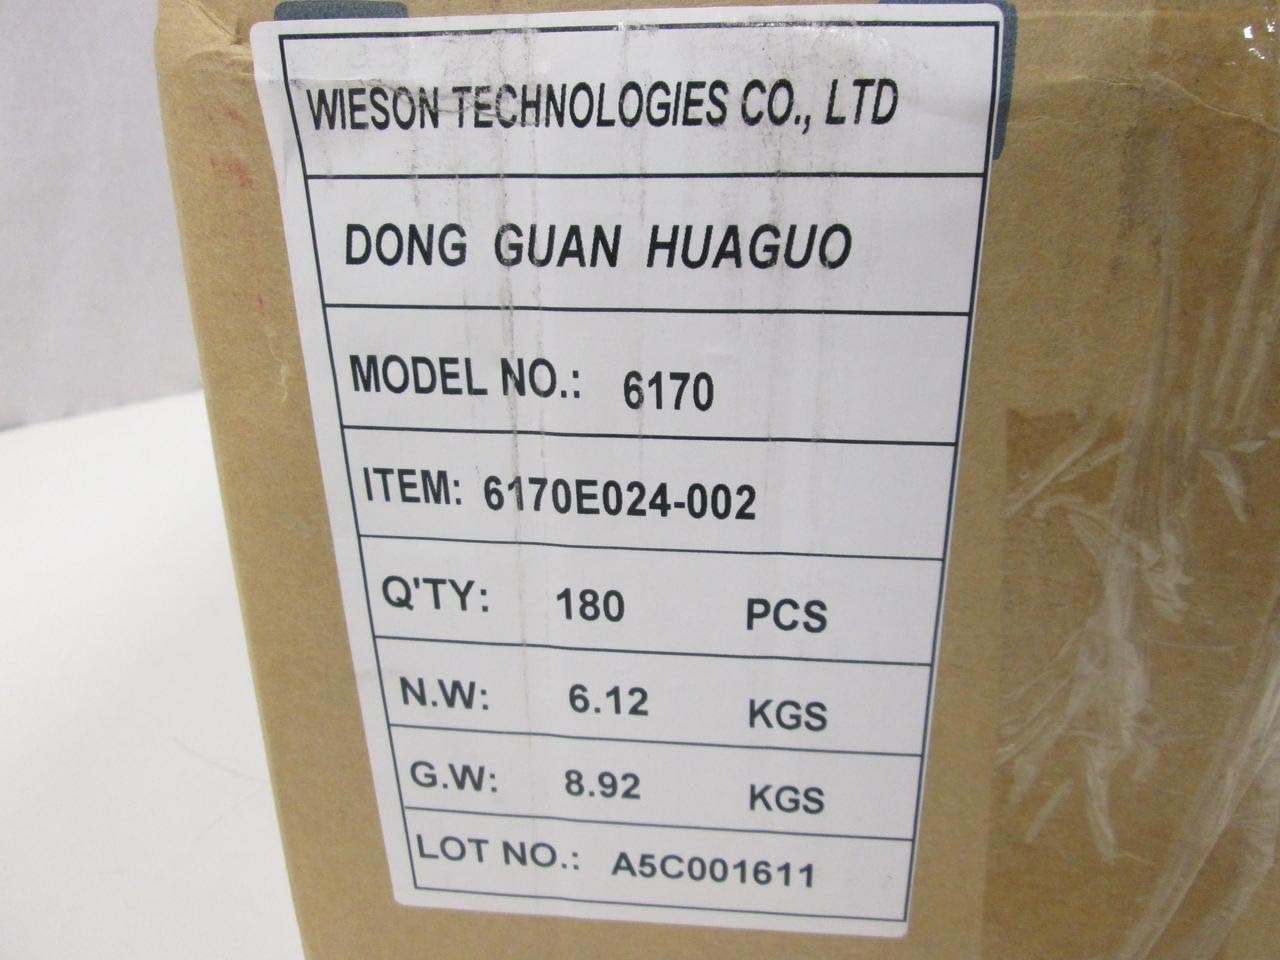 WIESON TECHNOLOGIES CO., LTD
DONG GUAN HUAGUO
MODEL NO.: 6170
ITEM: 6170E024-002
Q'TY: 180 PCS
N.W: 6.12 KGS
G.W: 8.92 KGS
LOT NO.: A5C001611